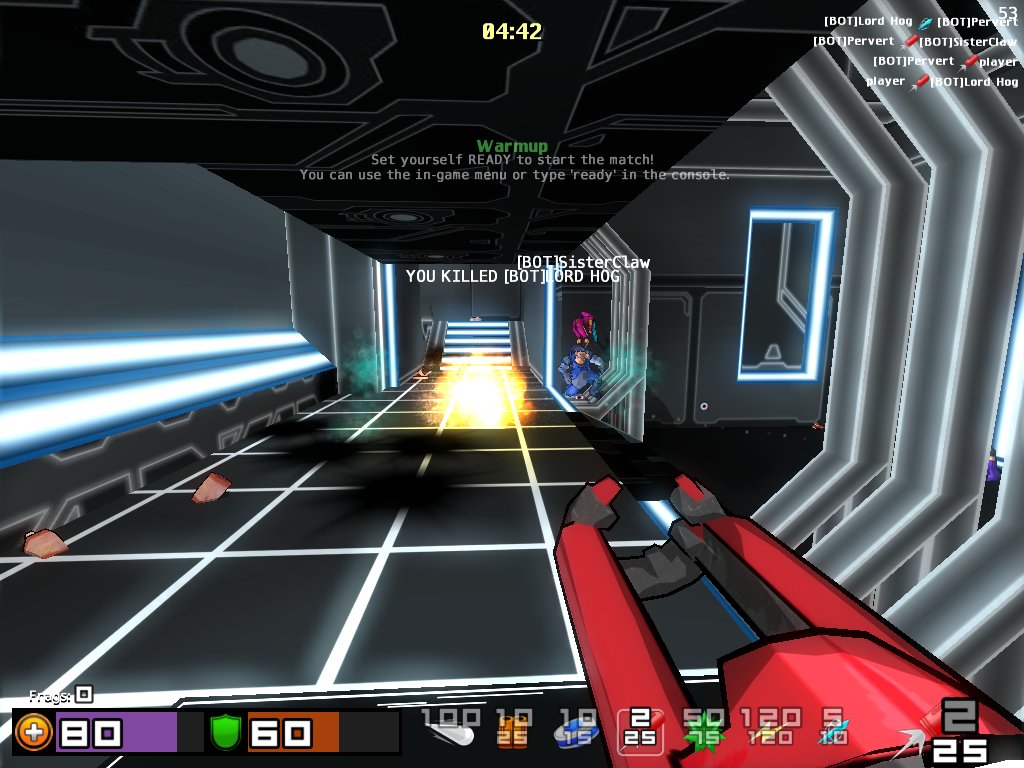 53
04:42
[BOT]Lord Hog [BOT]Pervert
[BOT]Pervert [BOT]SisterClaw
[BOT]Pervert player
player [BOT]Lord Hog
Warmup
Set yourself READY to start the match!
You can use the in-game menu or type 'ready' in the console.
[BOT]SisterClaw
YOU KILLED [BOT]LORD HOG
Frags: 0
80 60
100 10 10 2 50 120 5 2
25 15 25 75 120 10 25